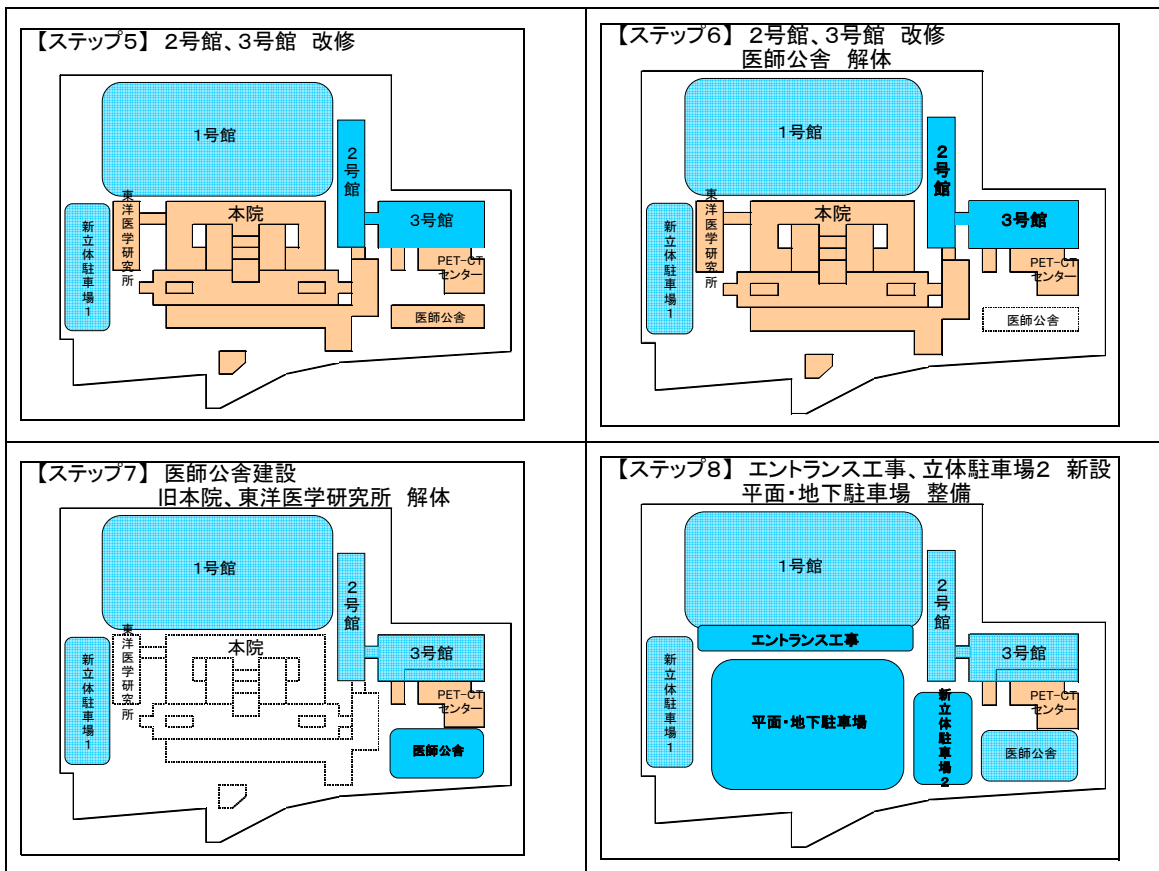 【ステップ5】 2号館、3号館 改修
1号館
2号館
東洋医学研究所
本院
3号館
新立体駐車場1
PET-CT
センター
医師公舎
【ステップ6】 2号館、3号館 改修
医師公舎 解体
1号館
2号館
東洋医学研究所
本院
3号館
新立体駐車場1
PET-CT
センター
医師公舎
【ステップ7】 医師公舎建設
旧本院、東洋医学研究所 解体
1号館
2号館
東洋医学研究所
本院
3号館
新立体駐車場1
PET-CT
センター
医師公舎
【ステップ8】 エントランス工事、立体駐車場2 新設
平面・地下駐車場 整備
1号館
2号館
エントランス工事
3号館
新立体駐車場1
PET-CT
センター
平面・地下駐車場
新立体駐車場2
医師公舎